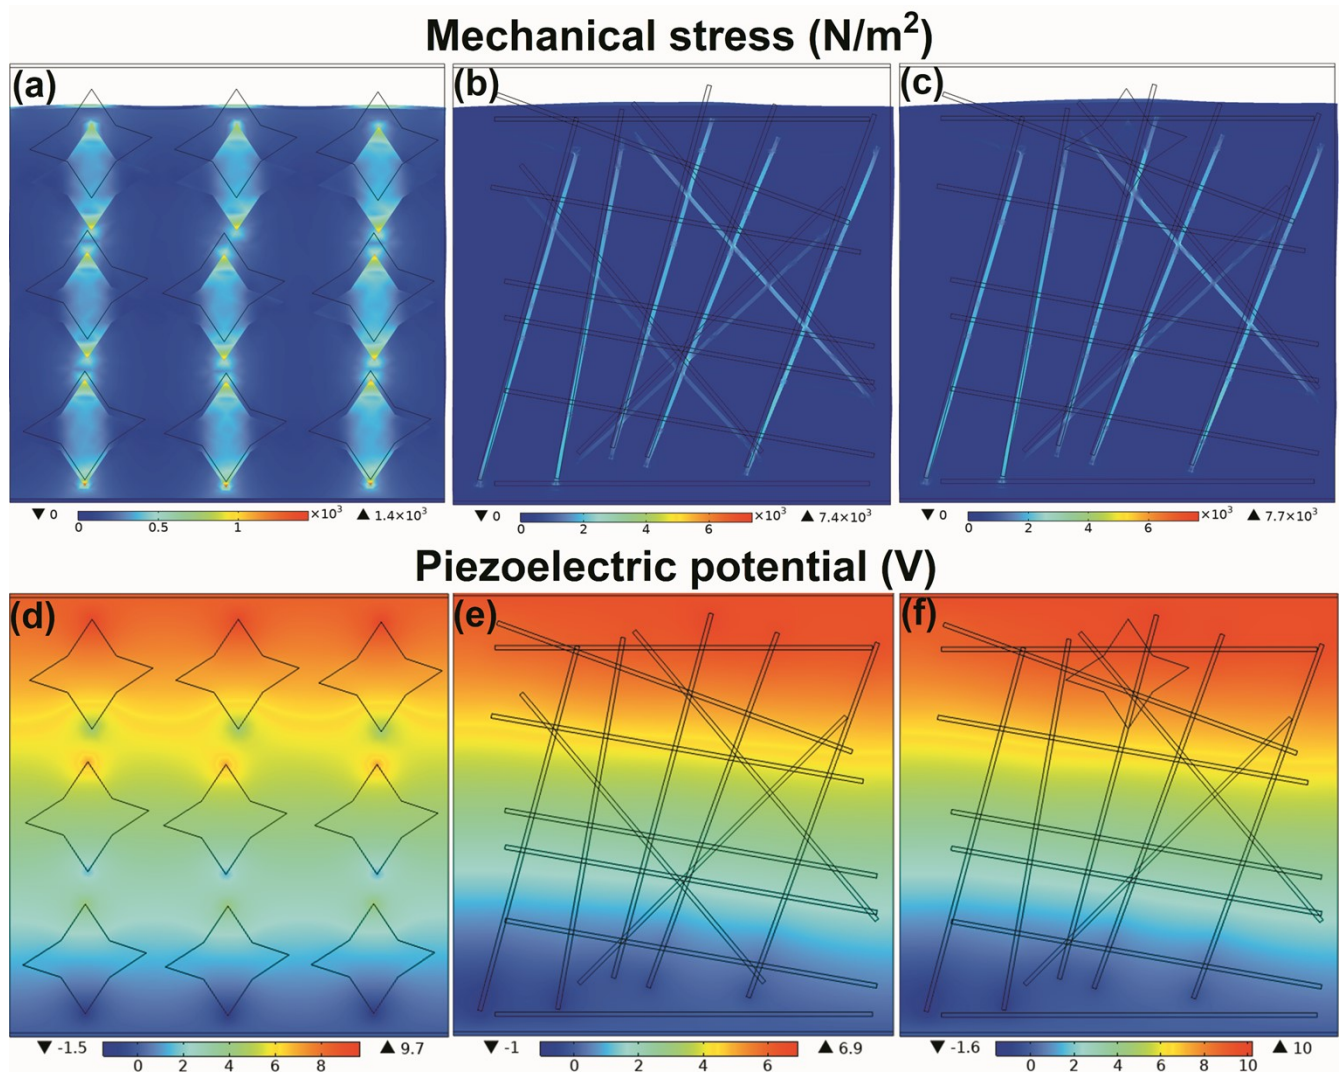 Mechanical stress (N/m²)
(a) (b) (c)
▼ 0 0 0.5 1 ×10³ ▲ 1.4×10³
▼ 0 0 2 4 6 ×10³ ▲ 7.4×10³
▼ 0 0 2 4 6 ×10³ ▲ 7.7×10³
Piezoelectric potential (V)
(d) (e) (f)
▼ -1.5 0 2 4 6 8 ▲ 9.7
▼ -1 0 2 4 6 ▲ 6.9
▼ -1.6 0 2 4 6 8 10 ▲ 10